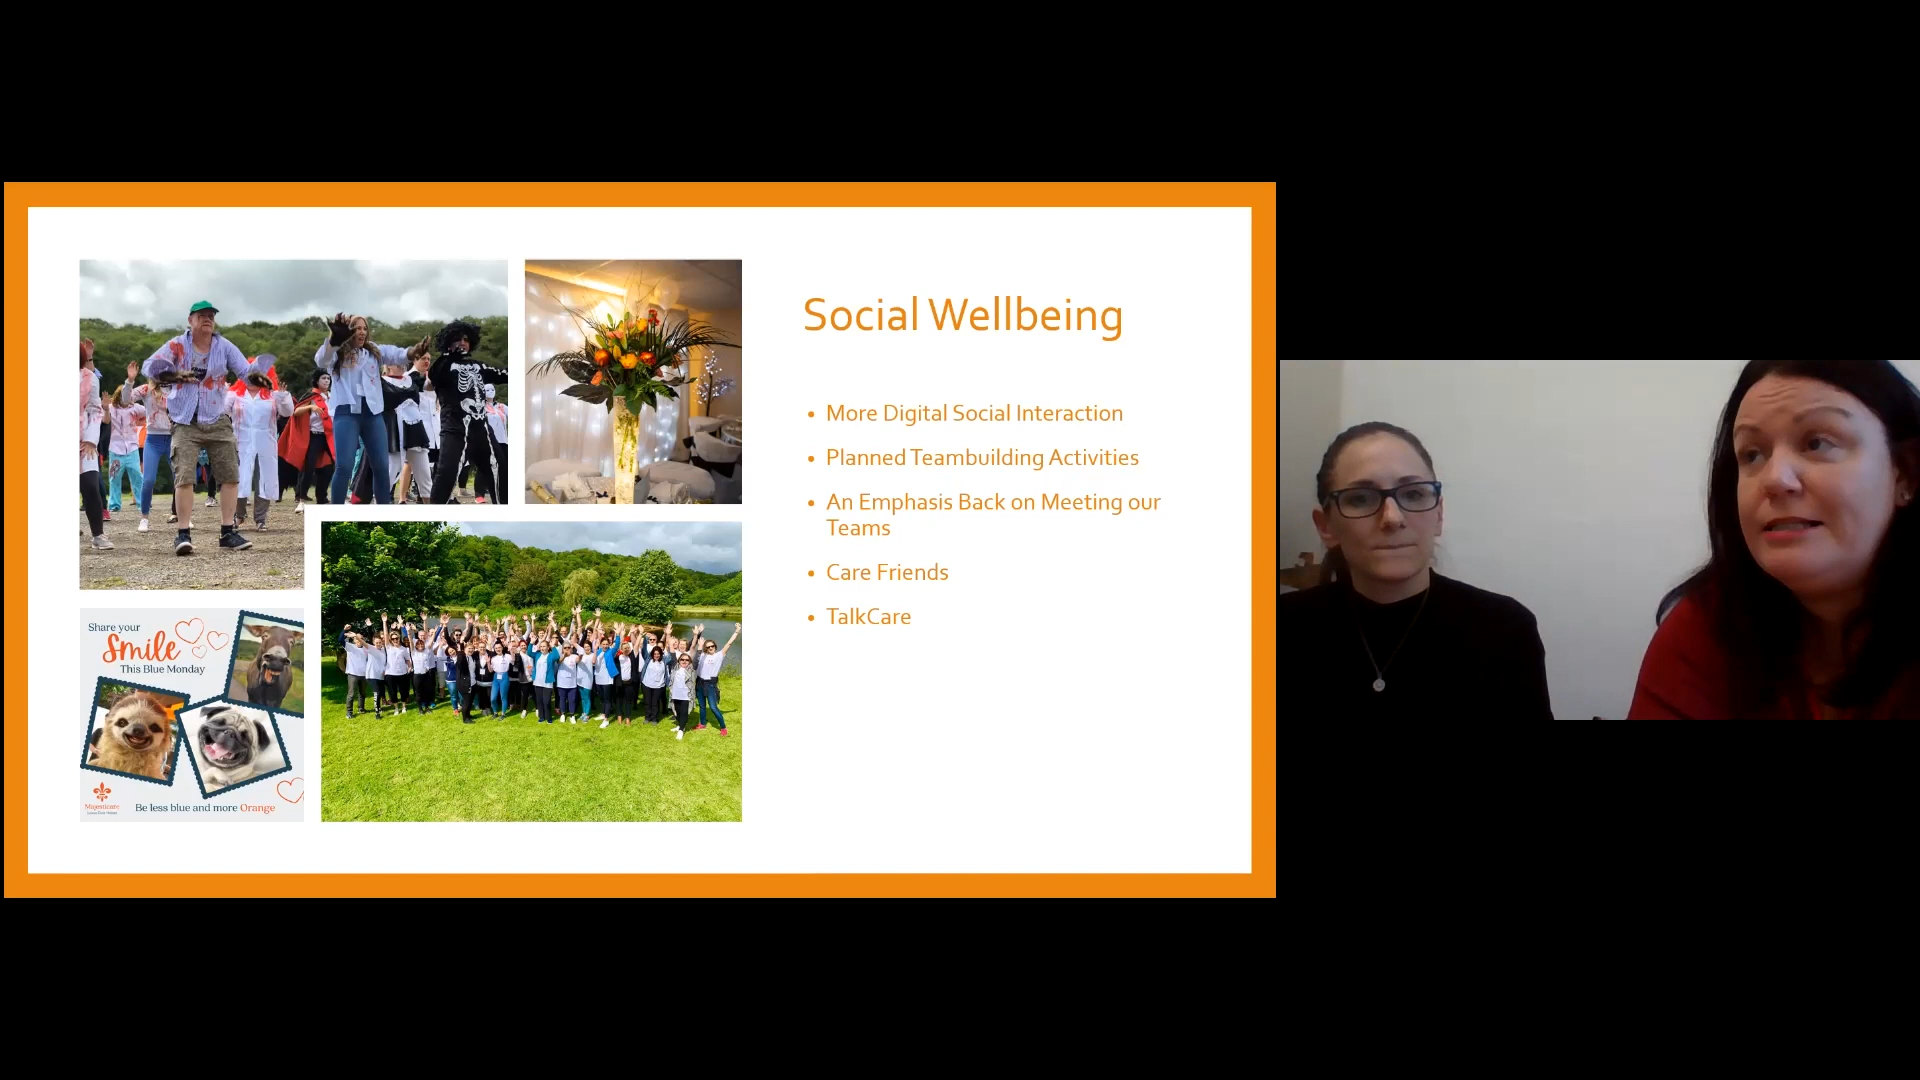 Social Wellbeing
• More Digital Social Interaction
• Planned Teambuilding Activities
• An Emphasis Back on Meeting our
Teams
• Care Friends
• TalkCare
Share your
Smile
This Blue Monday
Majesticare
Be less blue and more Orange